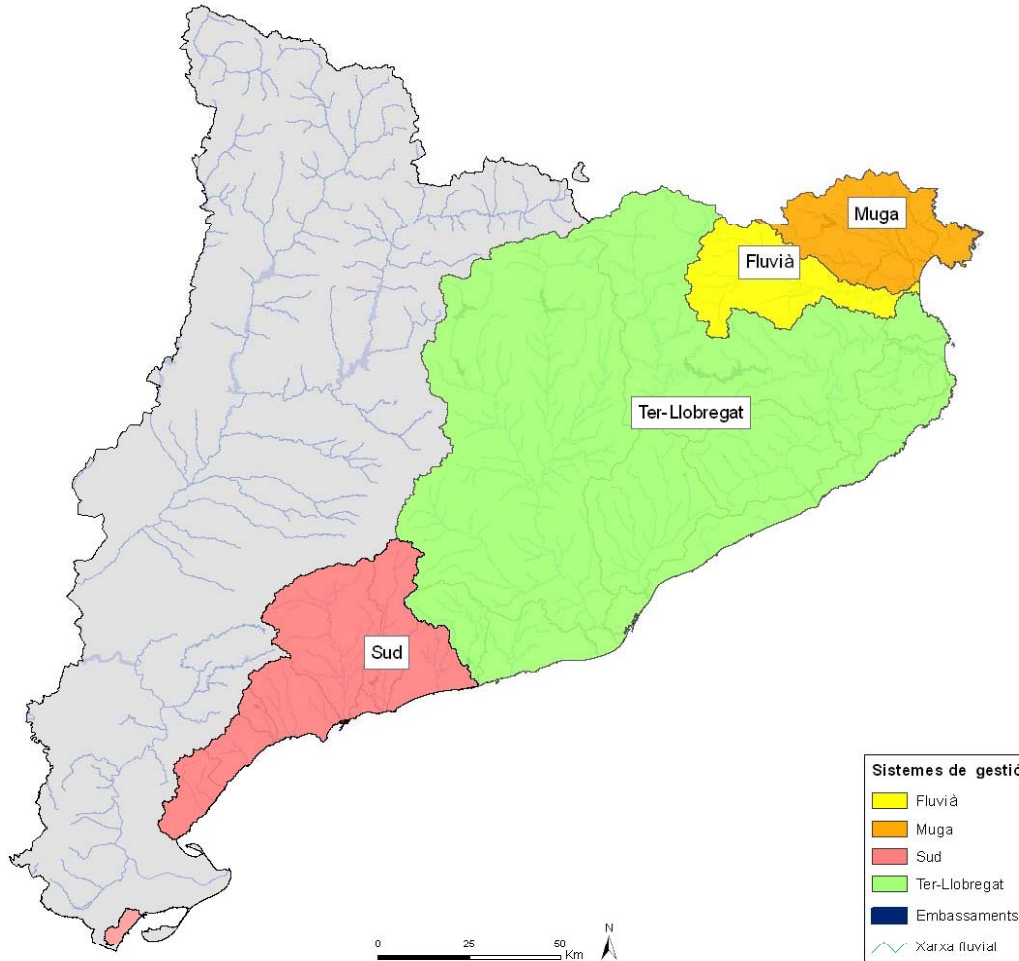 Muga
Fluvià
Ter-Llobregat
Sud
Sistemes de gestió
Fluvià
Muga
Sud
Ter-Llobregat
Embassaments
Xarxa fluvial
0 25 50
Km
N